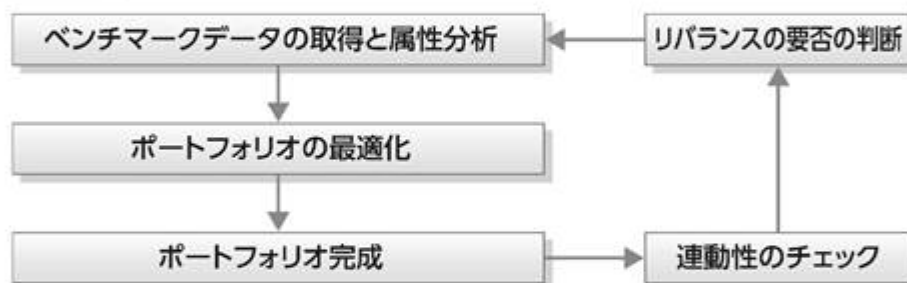 ベンチマークデータの取得と属性分析
リバランスの要否の判断
ポートフォリオの最適化
ポートフォリオ完成
連動性のチェック